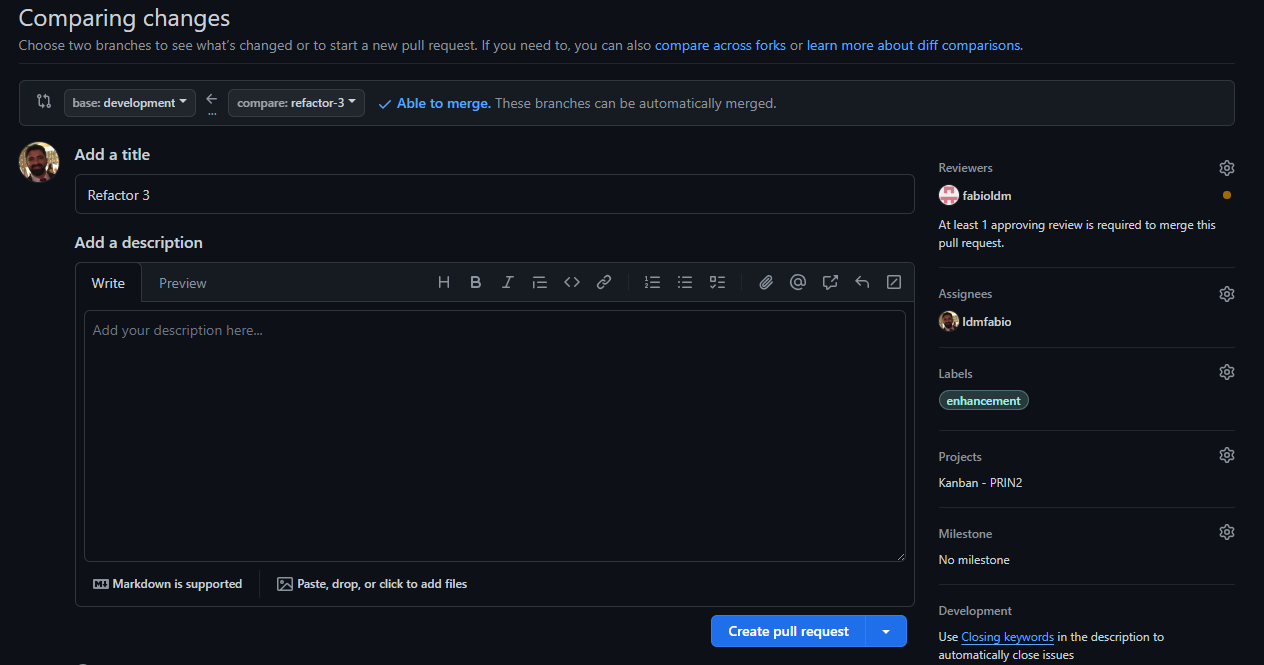 Comparing changes
Choose two branches to see what's changed or to start a new pull request. If you need to, you can also compare across forks or learn more about diff comparisons.
base: development
...
compare: refactor-3
Able to merge. These branches can be automatically merged.
Add a title
Refactor 3
Add a description
Write
Preview
H B I
Add your description here...
Markdown is supported
Paste, drop, or click to add files
Create pull request
Reviewers
fabioldm
At least 1 approving review is required to merge this
pull request.
Assignees
ldmfabio
Labels
enhancement
Projects
Kanban - PRIN2
Milestone
No milestone
Development
Use Closing keywords in the description to
automatically close issues